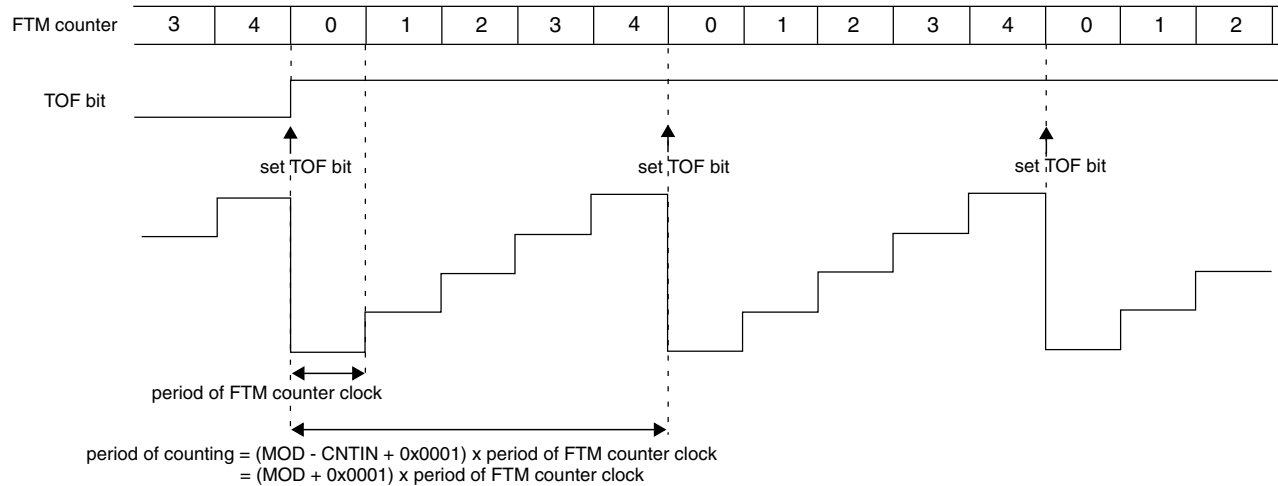 FTM counter 3 4 0 1 2 3 4 0 1 2 3 4 0 1 2
TOF bit
set TOF bit set TOF bit set TOF bit
period of FTM counter clock
period of counting = (MOD - CNTIN + 0x0001) x period of FTM counter clock
= (MOD + 0x0001) x period of FTM counter clock